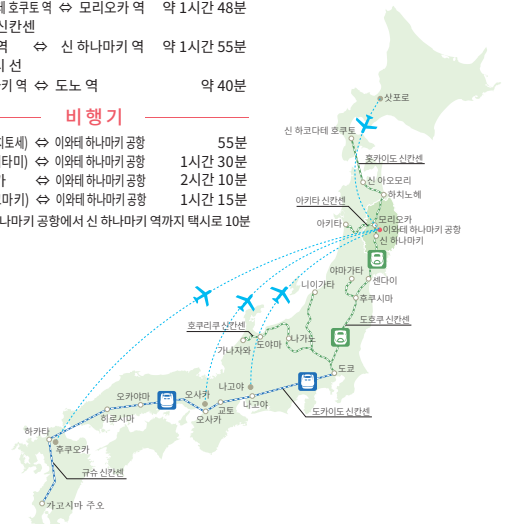 호쿠토 역 ⇔ 모리오카 역 약 1시간 48분
신칸센
역 ⇔ 신 하나마키 역 약 1시간 55분
선
역 ⇔ 도노 역 약 40분
비행기
⇔ 이와테 하나마키 공항 55분
⇔ 이와테 하나마키 공항 1시간 30분
⇔ 이와테 하나마키 공항 2시간 10분
⇔ 이와테 하나마키 공항 1시간 15분
나마키 공항에서 신 하나마키 역까지 택시로 10분
삿포로
신 하코다테 호쿠토
홋카이도 신칸센
신 아오모리
하치노헤
아키타 신칸센
아키타
모리오카
이와테 하나마키 공항
신 하나마키
야마가타
센다이
니이가타
후쿠시마
도호쿠 신칸센
호쿠리쿠 신칸센
가나자와
도야마
나가노
도쿄
나고야
오사카
오카야마
나고야
교토
오사카
히로시마
도카이도 신칸센
하카타
후쿠오카
규슈 신칸센
가고시마 주오